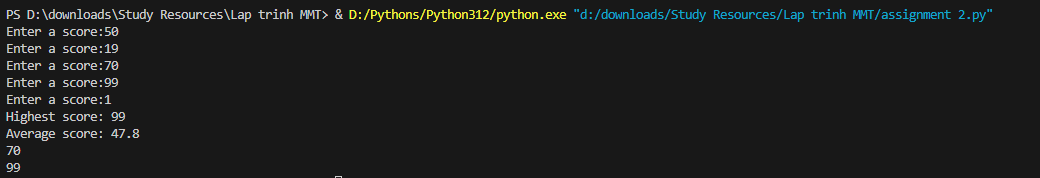 PS D:\downloads\Study Resources\Lap trinh MMT> & D:/Pythons/Python312/python.exe "d:/downloads/Study Resources/Lap trinh MMT/assignment 2.py"
Enter a score:50
Enter a score:19
Enter a score:70
Enter a score:99
Enter a score:1
Highest score: 99
Average score: 47.8
70
99